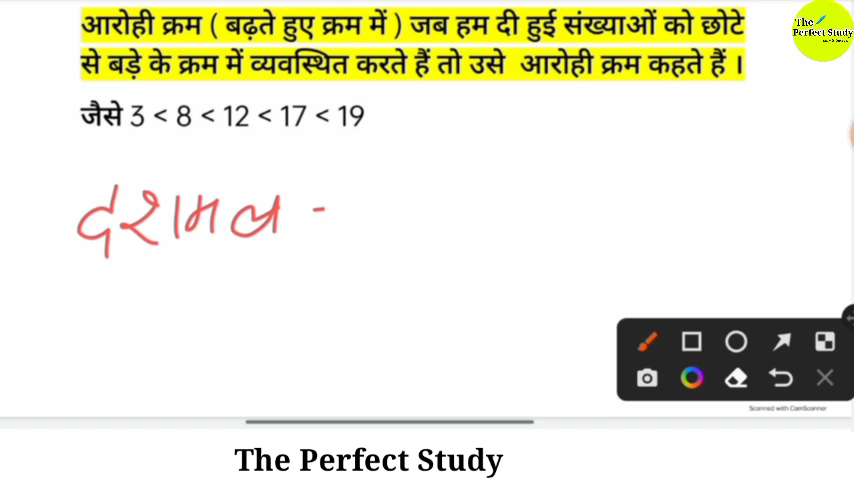 आरोही क्रम ( बढ़ते हुए क्रम में ) जब हम दी हुई संख्याओं को छोटे
से बड़े के क्रम में व्यवस्थित करते हैं तो उसे आरोही क्रम कहते हैं ।
जैसे 3 < 8 < 12 < 17 < 19
दशमलव -
The Perfect Study
Scanned with CamScanner
The Perfect Study